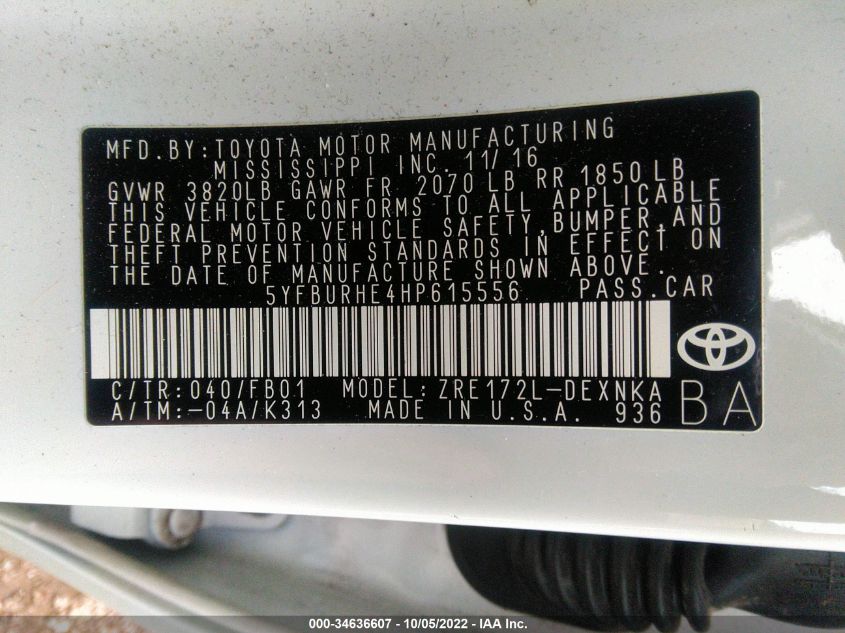 MFD.BY:TOYOTA MOTOR MANUFACTURING
MISSISSIPPI INC. 11/16
GVWR 3820LB GAWR FR 2070 LB RR 1850 LB
THIS VEHICLE CONFORMS TO ALL APPLICABLE
FEDERAL MOTOR VEHICLE SAFETY,BUMPER,AND
THEFT PREVENTION STANDARDS IN EFFECT ON
THE DATE OF MANUFACTURE SHOWN ABOVE.
5YFBURHE4HP615556 PASS.CAR
C/TR:040/FB01 MODEL:ZRE172L-DEXNKA
A/TM:-04A/K313 MADE IN U.S.A. 936
BA
000-34636607 - 10/05/2022 - IAA Inc.